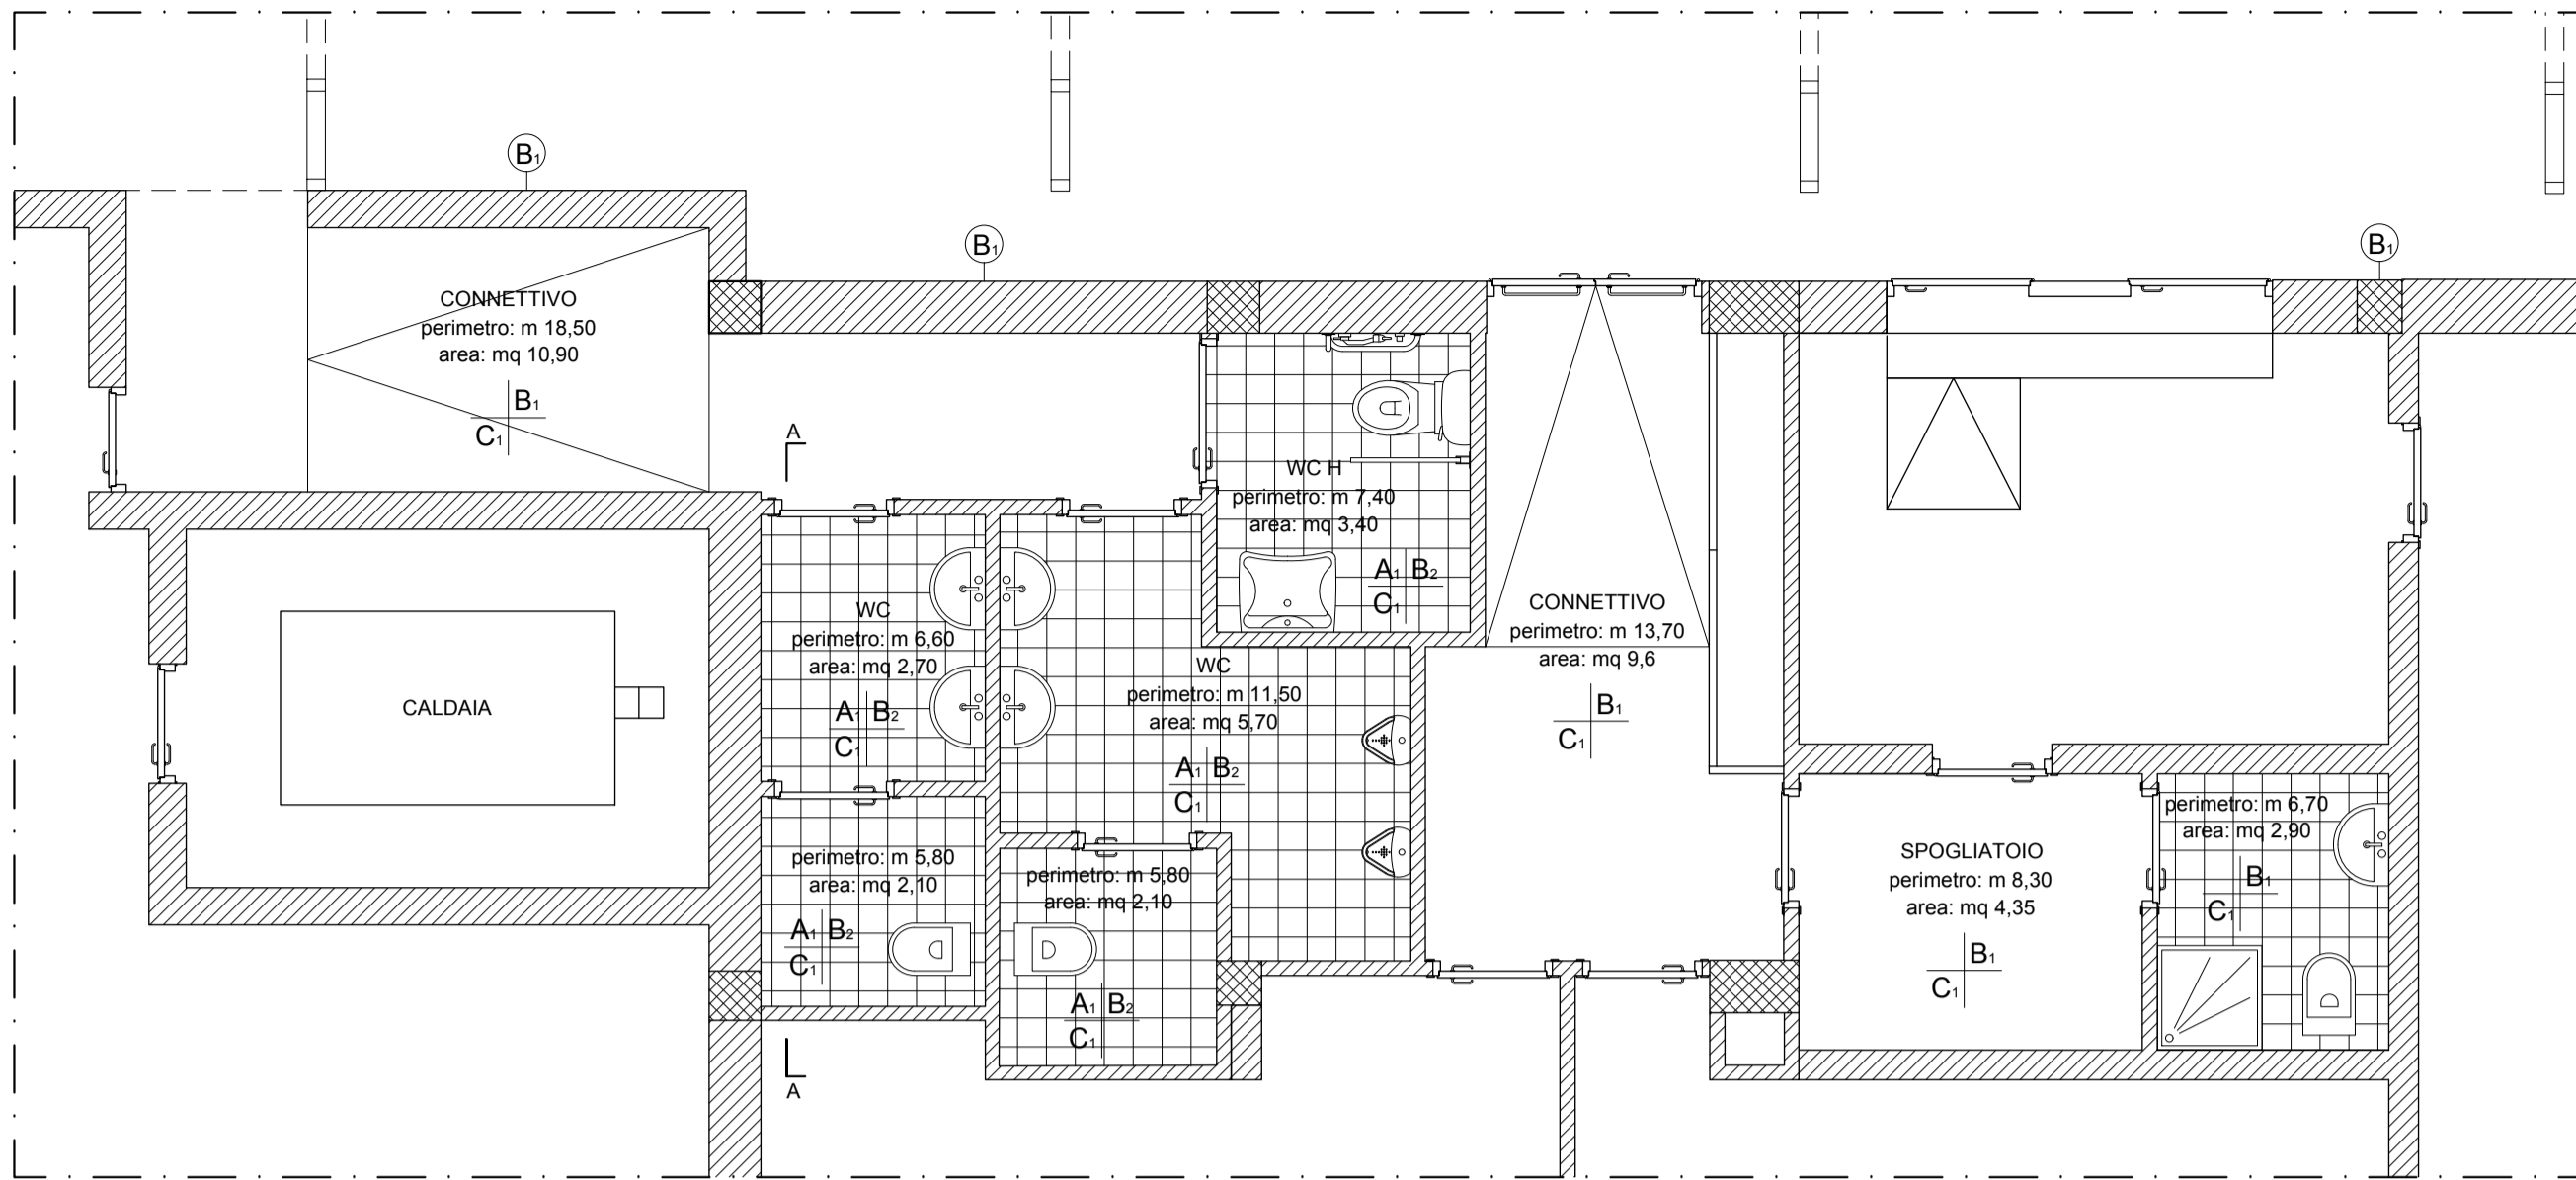 B1
B1
B1
CONNETTIVO
perimetro: m 18,50
area: mq 10,90
B1
C1
A
WC H
perimetro: m 7,40
area: mq 3,40
A1 B2
C1
WC
perimetro: m 6,60
area: mq 2,70
A1 B2
C1
WC
perimetro: m 11,50
area: mq 5,70
A1 B2
C1
CONNETTIVO
perimetro: m 13,70
area: mq 9,6
B1
C1
CALDAIA
perimetro: m 5,80
area: mq 2,10
A1 B2
C1
perimetro: m 5,80
area: mq 2,10
A1 B2
C1
SPOGLIATOIO
perimetro: m 8,30
area: mq 4,35
B1
C1
perimetro: m 6,70
area: mq 2,90
B1
C1
A